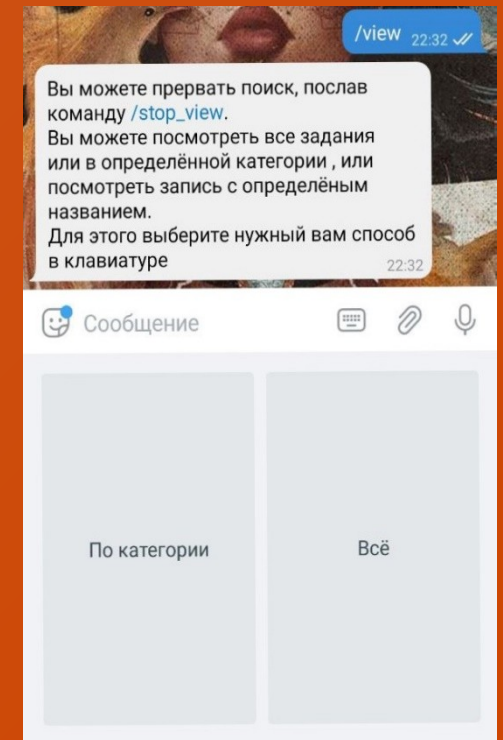 /view 22:32
Вы можете прервать поиск, послав
команду /stop_view.
Вы можете посмотреть все задания
или в определённой категории , или
посмотреть запись с определёным
названием.
Для этого выберите нужный вам способ
в клавиатуре 22:32
Сообщение
По категории
Всё